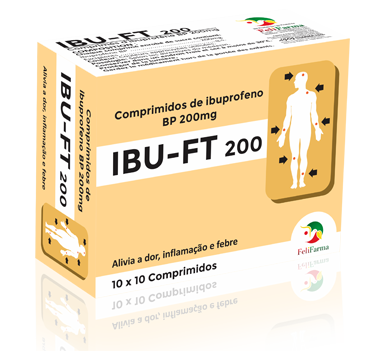 IBU-FT 200
Comprimidos de ibuprofeno
BP 200mg
IBU-FT 200
Alivia a dor, inflamação e febre
10 x 10 Comprimidos
FeliFarma
FeliFarma
Comprimidos de
Ibuprofeno BP 200mg
IBU-FT 200
Alivia a dor, inflamação e febre